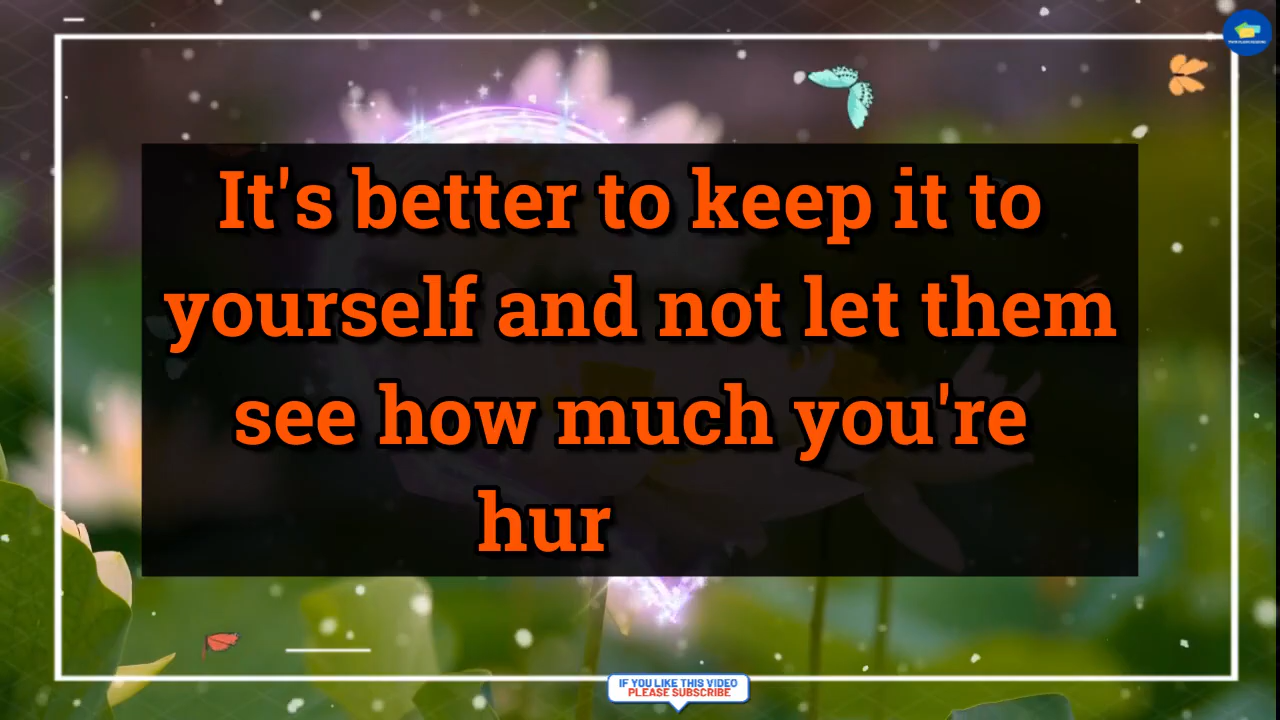 It's better to keep it to
yourself and not let them
see how much you're
hur
IF YOU LIKE THIS VIDEO
PLEASE SUBSCRIBE